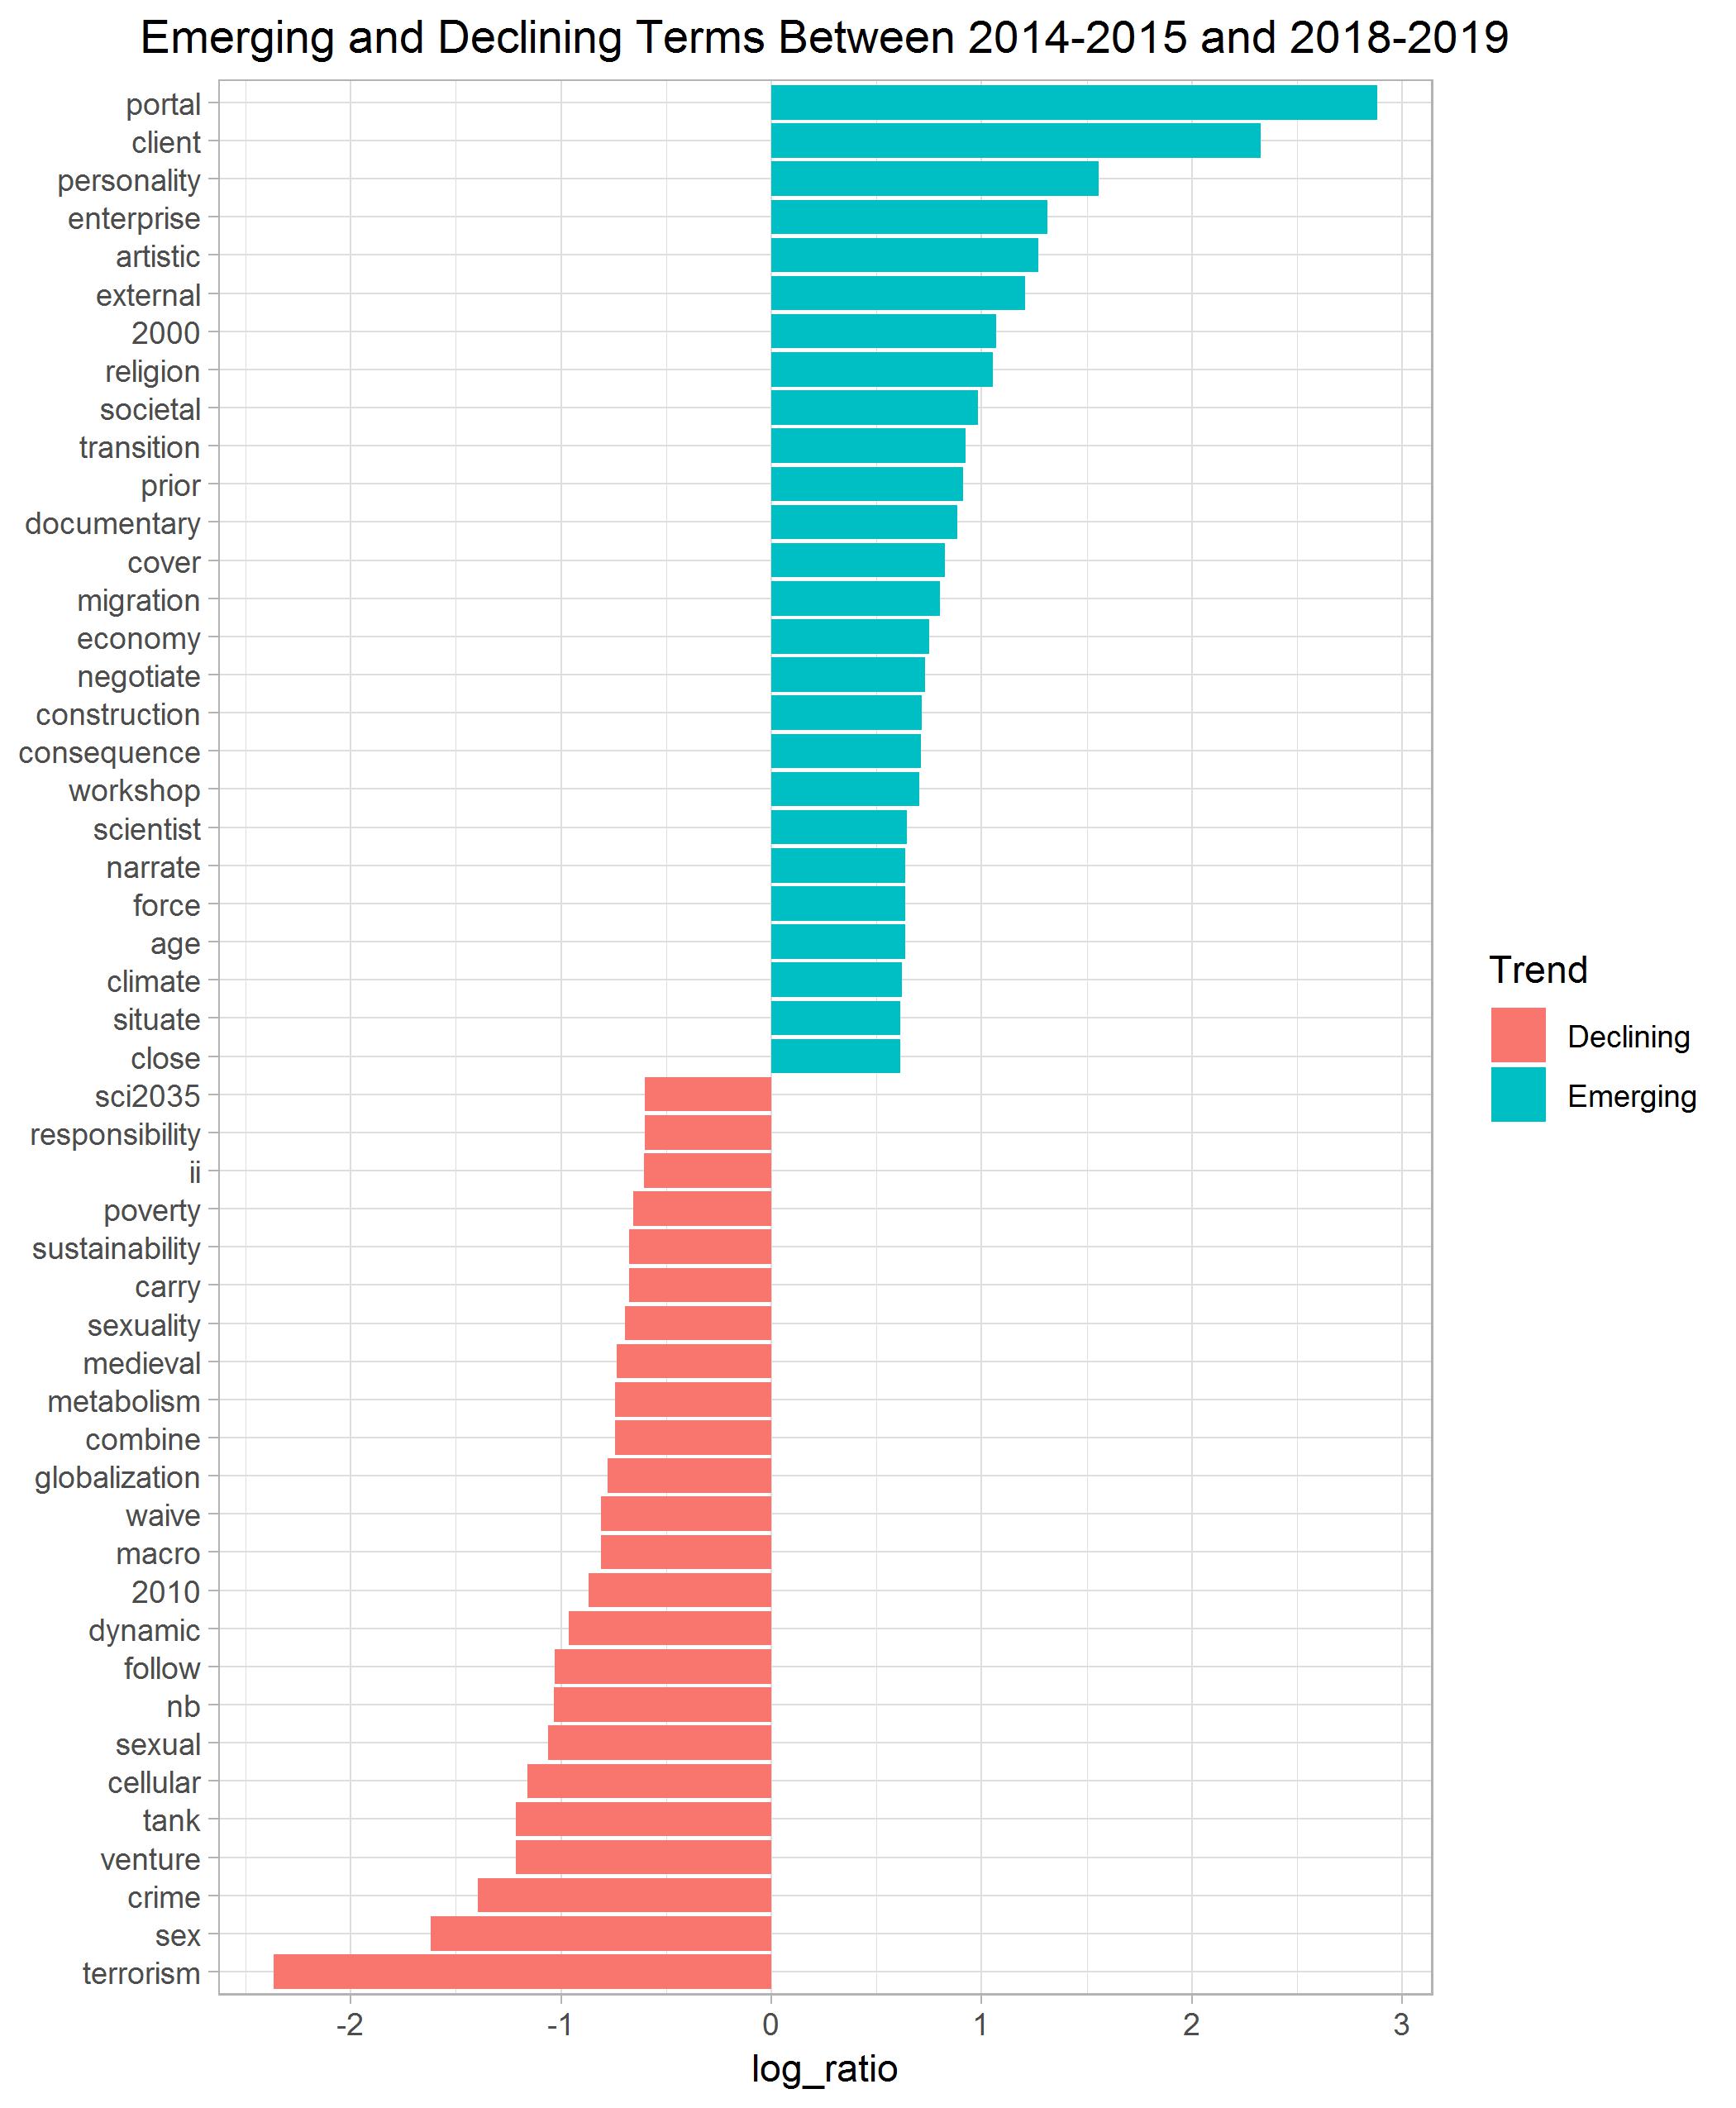 Emerging and Declining Terms Between 2014-2015 and 2018-2019
portal
client
personality
enterprise
artistic
external
2000
religion
societal
transition
prior
documentary
cover
migration
economy
negotiate
construction
consequence
workshop
scientist
narrate
force
age
climate
situate
close
sci2035
responsibility
ii
poverty
sustainability
carry
sexuality
medieval
metabolism
combine
globalization
waive
macro
2010
dynamic
follow
nb
sexual
cellular
tank
venture
crime
sex
terrorism
-2 -1 0 1 2 3
log_ratio
Trend
Declining
Emerging